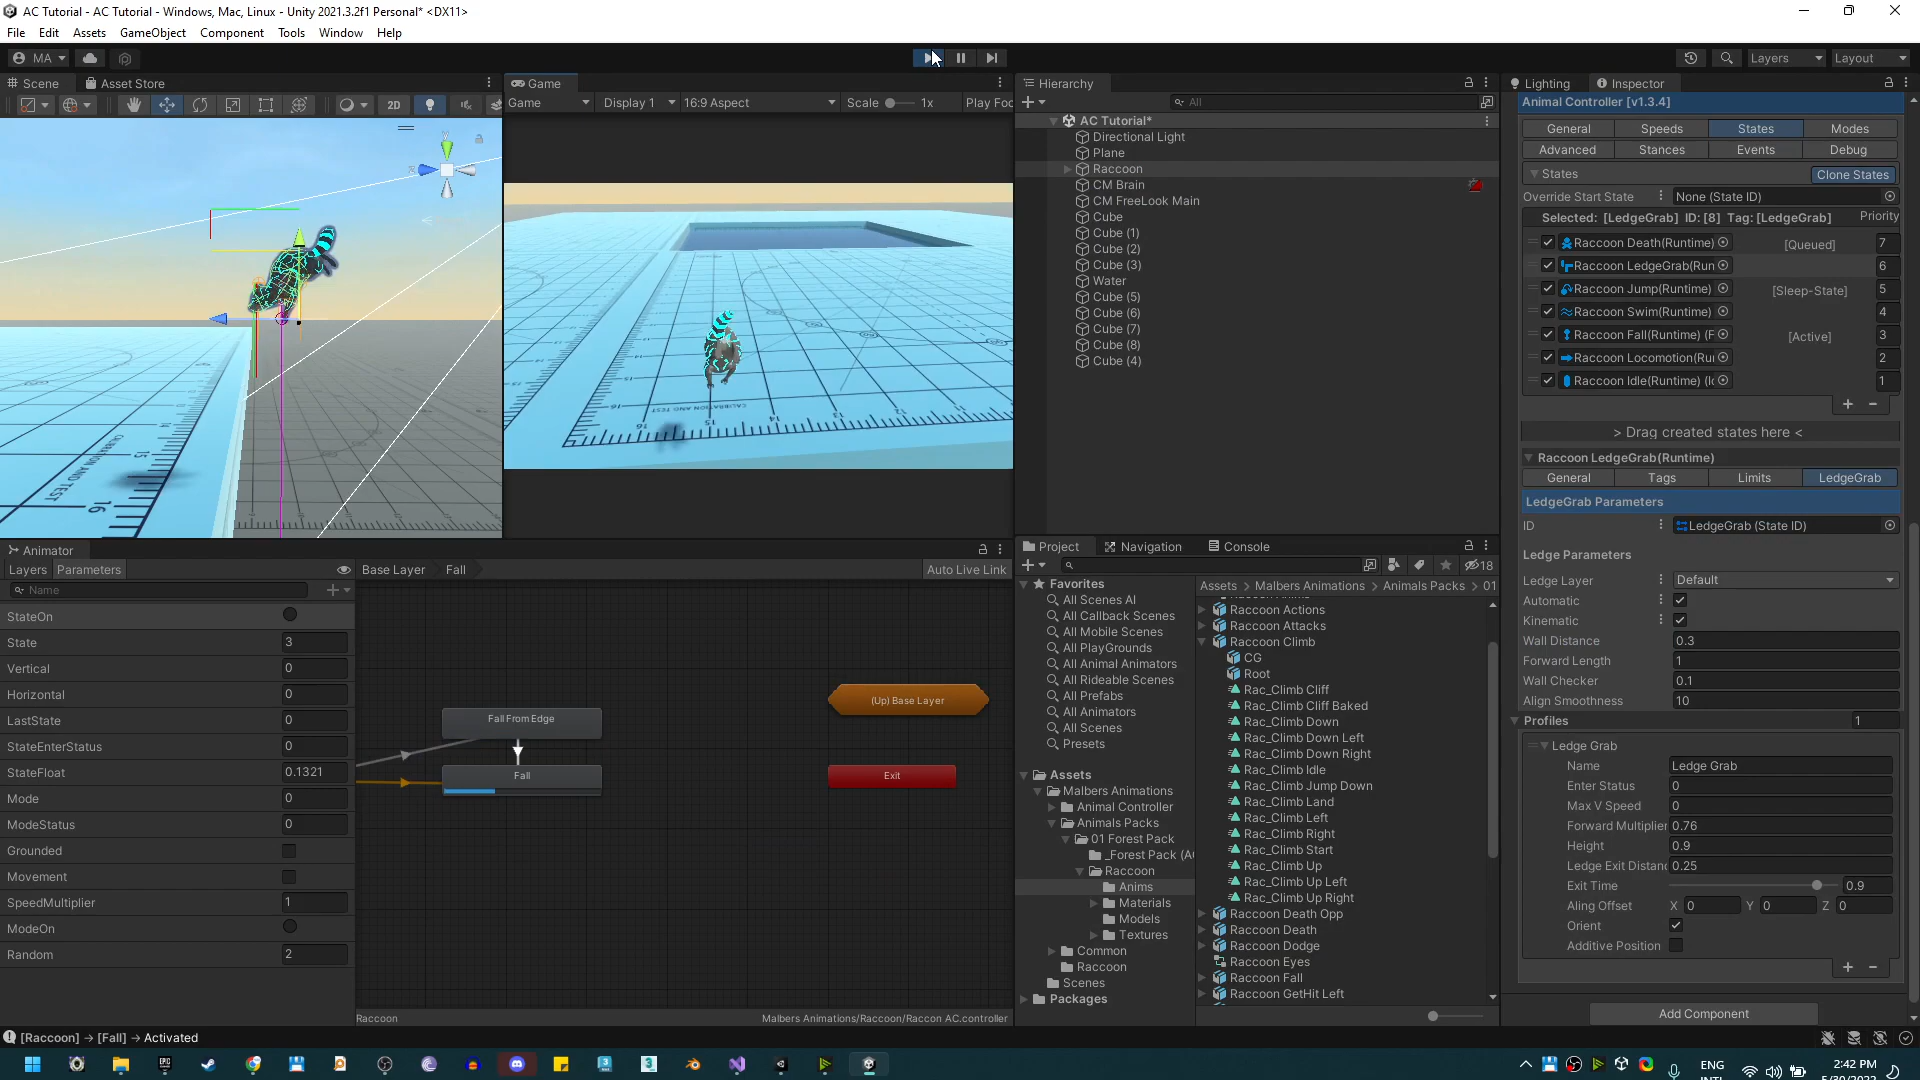 AC Tutorial - AC Tutorial - Windows, Mac, Linux - Unity 2021.3.2f1 Personal* <DX11>
File Edit Assets GameObject Component Tools Window Help
MA
Layers Layout
Scene Asset Store
2D
Game
Game Display 1 16:9 Aspect Scale 1x Play Foc
Hierarchy
All
AC Tutorial*
Directional Light
Plane
Raccoon
CM Brain
CM FreeLook Main
Cube
Cube (1)
Cube (2)
Cube (3)
Water
Cube (5)
Cube (6)
Cube (7)
Cube (8)
Cube (4)
Lighting Inspector
Animal Controller [v1.3.4]
General Speeds States Modes
Advanced Stances Events Debug
States Clone States
Override Start State None (State ID)
Selected: [LedgeGrab] ID: [8] Tag: [LedgeGrab] Priority
Raccoon Death(Runtime) [Queued] 7
Raccoon LedgeGrab(Run 6
Raccoon Jump(Runtime) [Sleep-State] 5
Raccoon Swim(Runtime) 4
Raccoon Fall(Runtime) (F [Active] 3
Raccoon Locomotion(Ru 2
Raccoon Idle(Runtime) (Ic 1
> Drag created states here <
Raccoon LedgeGrab(Runtime)
General Tags Limits LedgeGrab
LedgeGrab Parameters
ID LedgeGrab (State ID)
Ledge Parameters
Ledge Layer Default
Automatic
Kinematic
Wall Distance 0.3
Forward Length 1
Wall Checker 0.1
Align Smoothness 10
Profiles 1
Ledge Grab
Name Ledge Grab
Enter Status 0
Max V Speed 0
Forward Multiplier 0.76
Height 0.9
Ledge Exit Distanc 0.25
Exit Time 0.9
Aling Offset X 0 Y 0 Z 0
Orient
Additive Position
Add Component
Animator
Layers Parameters
Name
Base Layer Fall Auto Live Link
StateOn
State 3
Vertical 0
Horizontal 0
LastState 0
StateEnterStatus 0
StateFloat 0.1321
Mode 0
ModeStatus 0
Grounded
Movement
SpeedMultiplier 1
ModeOn
Random 2
Fall From Edge
Fall
(Up) Base Layer
Exit
Raccoon Malbers Animations/Raccoon/Raccon AC.controller
Project Navigation Console
18
Favorites
All Scenes AI
All Callback Scenes
All Mobile Scenes
All PlayGrounds
All Animal Animators
All Rideable Scenes
All Prefabs
All Animators
All Scenes
Presets
Assets
Malbers Animations
Animal Controller
Animals Packs
01 Forest Pack
_Forest Pack (A
Raccoon
Anims
Materials
Models
Textures
Common
Raccoon
Scenes
Packages
Assets > Malbers Animations > Animals Packs > 01
Raccoon Actions
Raccoon Attacks
Raccoon Climb
CG
Root
Rac_Climb Cliff
Rac_Climb Cliff Baked
Rac_Climb Down
Rac_Climb Down Left
Rac_Climb Down Right
Rac_Climb Idle
Rac_Climb Jump Down
Rac_Climb Land
Rac_Climb Left
Rac_Climb Right
Rac_Climb Start
Rac_Climb Up
Rac_Climb Up Left
Rac_Climb Up Right
Raccoon Death Opp
Raccoon Death
Raccoon Dodge
Raccoon Eyes
Raccoon Fall
Raccoon GetHit Left
[Raccoon] → [Fall] → Activated
ENG
2:42 PM